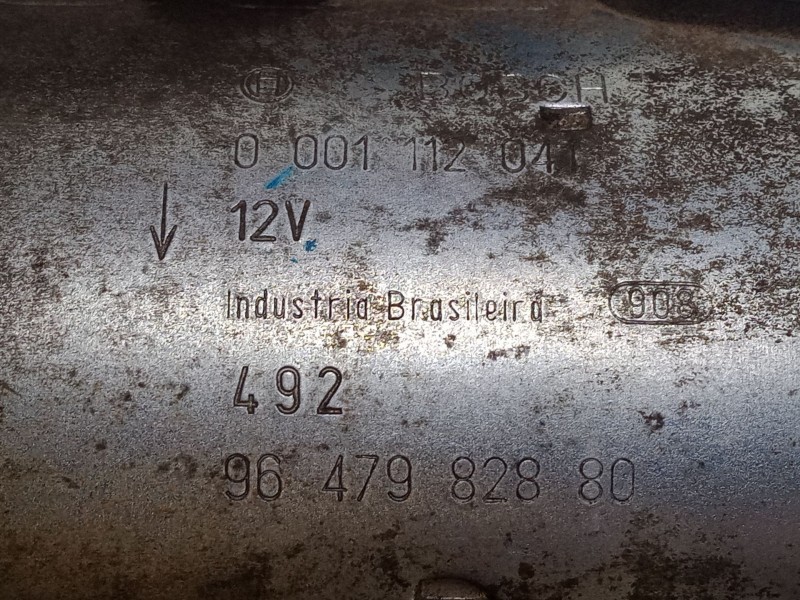 BOSCH
0 001 112 041
12V
Industria Brasileira 908
492
96 479 828 80